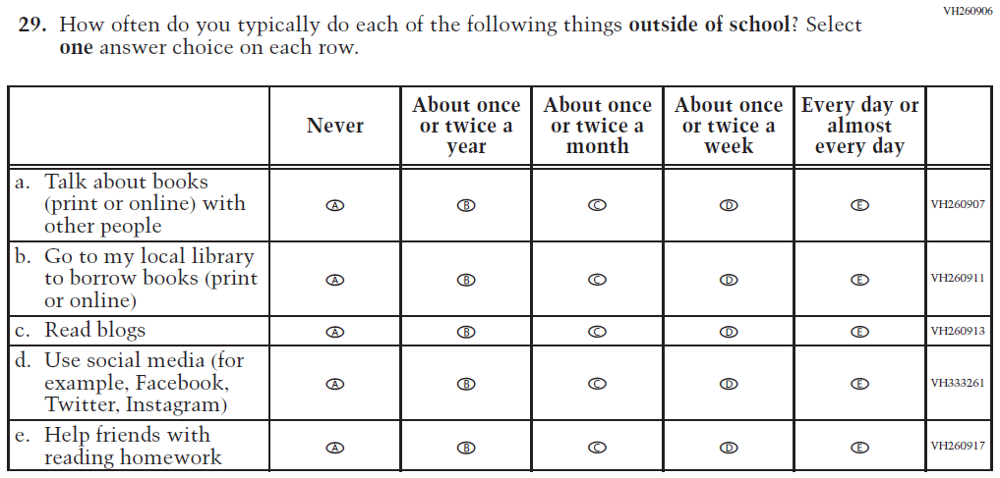 VH260906
29. How often do you typically do each of the following things outside of school? Select
one answer choice on each row.
Never
About once
or twice a
year
About once
or twice a
month
About once
or twice a
week
Every day or
almost
every day
a. Talk about books
(print or online) with
other people
A B C D E VH260907
b. Go to my local library
to borrow books (print
or online)
A B C D E VH260911
c. Read blogs A B C D E VH260913
d. Use social media (for
example, Facebook,
Twitter, Instagram)
A B C D E VH333261
e. Help friends with
reading homework
A B C D E VH260917